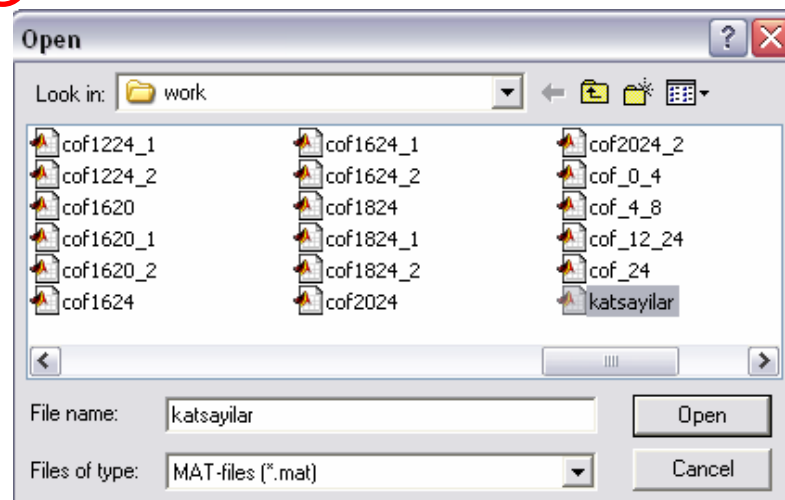 Open
Look in: work
cof1224_1 cof1624_1 cof2024_2
cof1224_2 cof1624_2 cof_0_4
cof1620 cof1824 cof_4_8
cof1620_1 cof1824_1 cof_12_24
cof1620_2 cof1824_2 cof_24
cof1624 cof2024 katsayilar
File name: katsayilar Open
Files of type: MAT-files (*.mat) Cancel